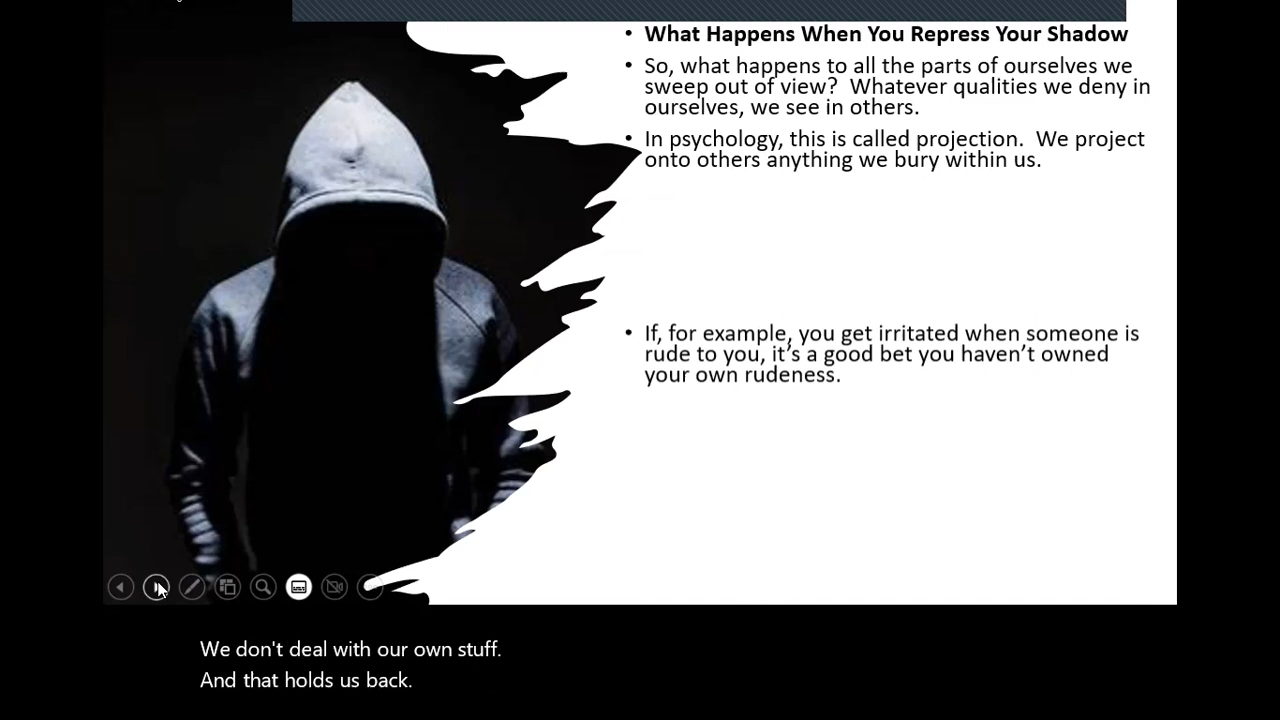 • What Happens When You Repress Your Shadow
• So, what happens to all the parts of ourselves we
sweep out of view?  Whatever qualities we deny in
ourselves, we see in others.
• In psychology, this is called projection.  We project
onto others anything we bury within us.
• If, for example, you get irritated when someone is
rude to you, it’s a good bet you haven’t owned
your own rudeness.
We don't deal with our own stuff.
And that holds us back.